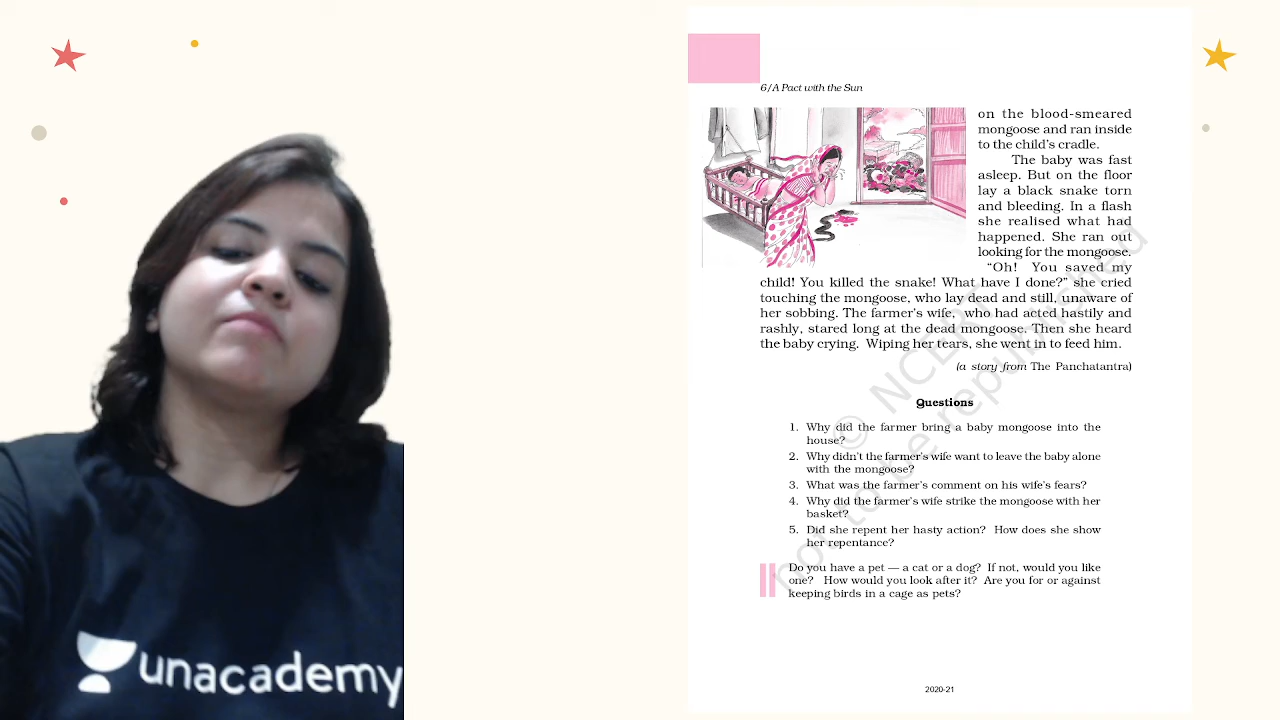 6/A Pact with the Sun
on the blood-smeared
mongoose and ran inside
to the child's cradle.
The baby was fast
asleep. But on the floor
lay a black snake torn
and bleeding. In a flash
she realised what had
happened. She ran out
looking for the mongoose.
“Oh! You saved my
child! You killed the snake! What have I done?” she cried
touching the mongoose, who lay dead and still, unaware of
her sobbing. The farmer's wife, who had acted hastily and
rashly, stared long at the dead mongoose. Then she heard
the baby crying. Wiping her tears, she went in to feed him.
(a story from The Panchatantra)
Questions
1. Why did the farmer bring a baby mongoose into the
house?
2. Why didn't the farmer's wife want to leave the baby alone
with the mongoose?
3. What was the farmer's comment on his wife's fears?
4. Why did the farmer's wife strike the mongoose with her
basket?
5. Did she repent her hasty action? How does she show
her repentance?
Do you have a pet — a cat or a dog? If not, would you like
one? How would you look after it? Are you for or against
keeping birds in a cage as pets?
2020-21
© NCERT
not to be republished
unacademy